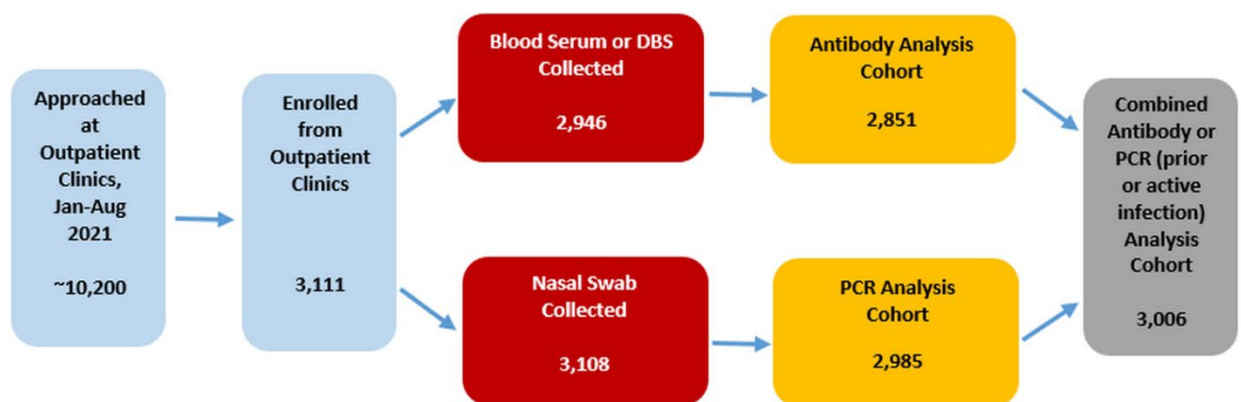 Approached
at
Outpatient
Clinics,
Jan-Aug
2021
~10,200
Enrolled
from
Outpatient
Clinics
3,111
Blood Serum or DBS
Collected
2,946
Antibody Analysis
Cohort
2,851
Nasal Swab
Collected
3,108
PCR Analysis
Cohort
2,985
Combined
Antibody or
PCR (prior
or active
infection)
Analysis
Cohort
3,006